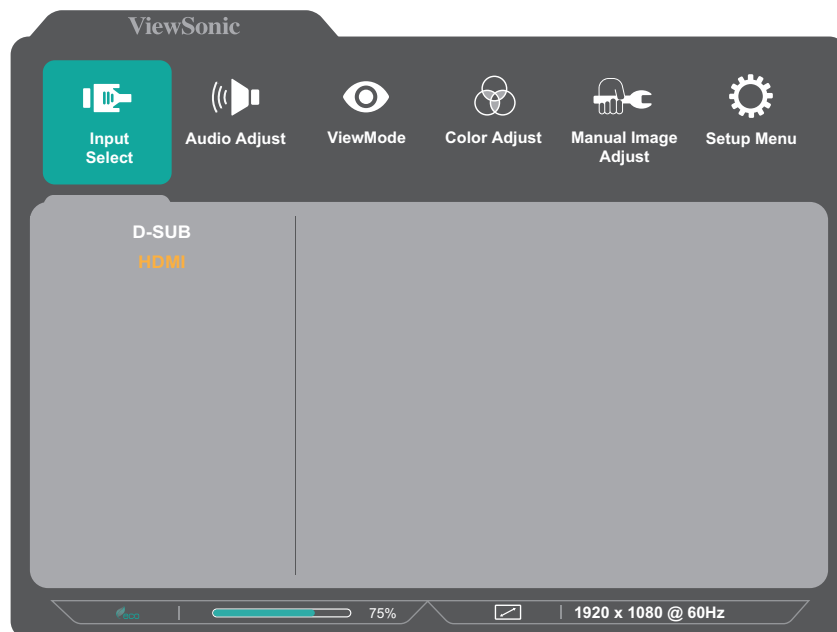 ViewSonic
Input
Select
Audio Adjust
ViewMode
Color Adjust
Manual Image
Adjust
Setup Menu
D-SUB
HDMI
eco
75%
1920 x 1080 @ 60Hz